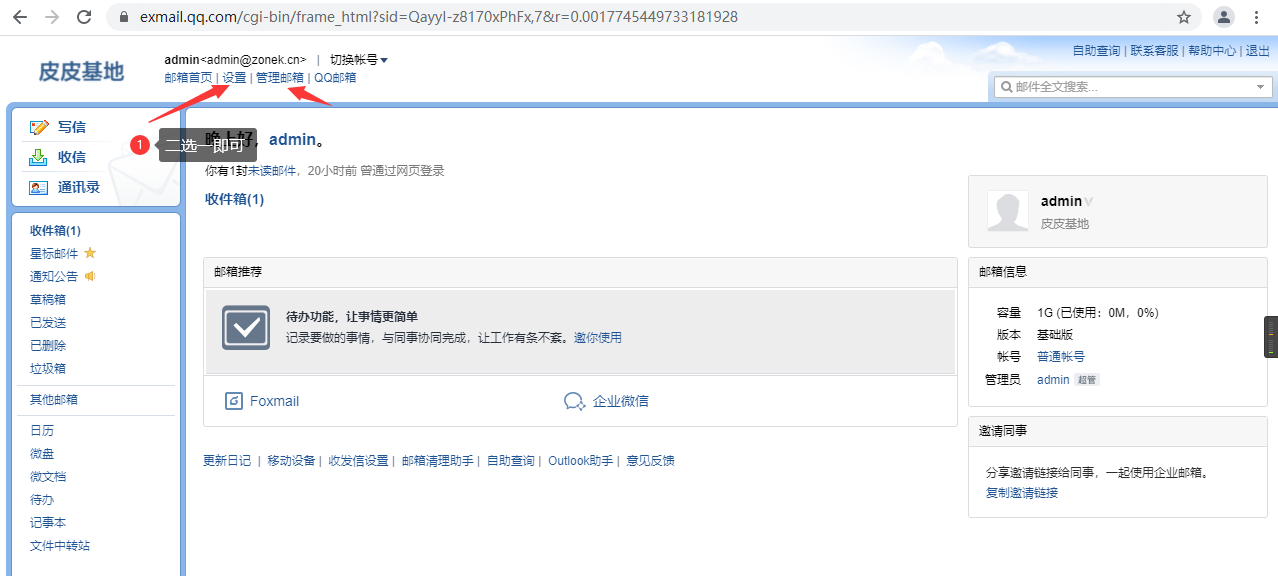 exmail.qq.com/cgi-bin/frame_html?sid=Qayyl-z8170xPhFx,7&r=0.0017745449733181928
皮皮基地
admin<admin@zonek.cn> | 切换帐号
邮箱首页 | 设置 | 管理邮箱 | QQ邮箱
自助查询 | 联系客服 | 帮助中心 | 退出
邮件全文搜索...
写信
收信
通讯录
1 二选一即可
晚上好，admin。
你有1封未读邮件，20小时前 曾通过网页登录
收件箱(1)
收件箱(1)
星标邮件
通知公告
草稿箱
已发送
已删除
垃圾箱
其他邮箱
日历
微盘
微文档
待办
记事本
文件中转站
邮箱推荐
待办功能，让事情更简单
记录要做的事情，与同事协同完成，让工作有条不紊。邀你使用
Foxmail
企业微信
更新日记 | 移动设备 | 收发信设置 | 邮箱清理助手 | 自助查询 | Outlook助手 | 意见反馈
admin
皮皮基地
邮箱信息
容量 1G (已使用：0M，0%)
版本 基础版
帐号 普通帐号
管理员 admin 超管
邀请同事
分享邀请链接给同事，一起使用企业邮箱。
复制邀请链接